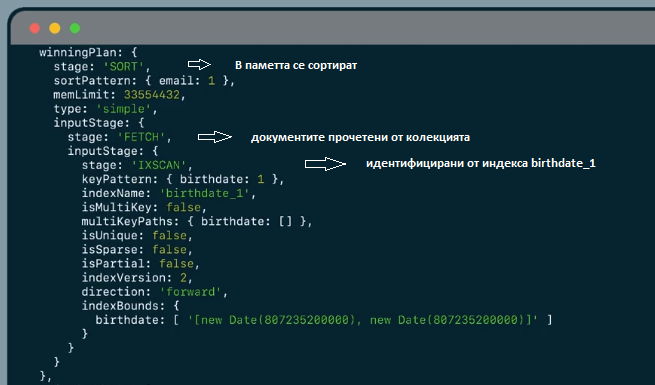 winningPlan: {
stage: 'SORT', В паметта се сортират
sortPattern: { email: 1 },
memLimit: 33554432,
type: 'simple',
inputStage: {
stage: 'FETCH', документите прочетени от колекцията
inputStage: {
stage: 'IXSCAN', идентифицирани от индекса birthdate_1
keyPattern: { birthdate: 1 },
indexName: 'birthdate_1',
isMultiKey: false,
multiKeyPaths: { birthdate: [] },
isUnique: false,
isSparse: false,
isPartial: false,
indexVersion: 2,
direction: 'forward',
indexBounds: {
birthdate: [ '[new Date(807235200000), new Date(807235200000)]' ]
}
}
}
},